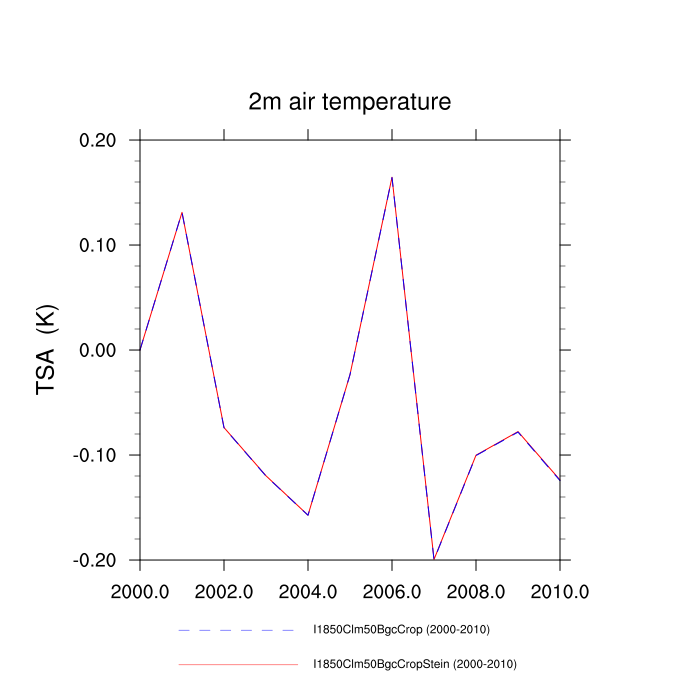 2m air temperature
0.20
0.10
0.00
-0.10
-0.20
TSA (K)
2000.0 2002.0 2004.0 2006.0 2008.0 2010.0
I1850Clm50BgcCrop (2000-2010)
I1850Clm50BgcCropStein (2000-2010)